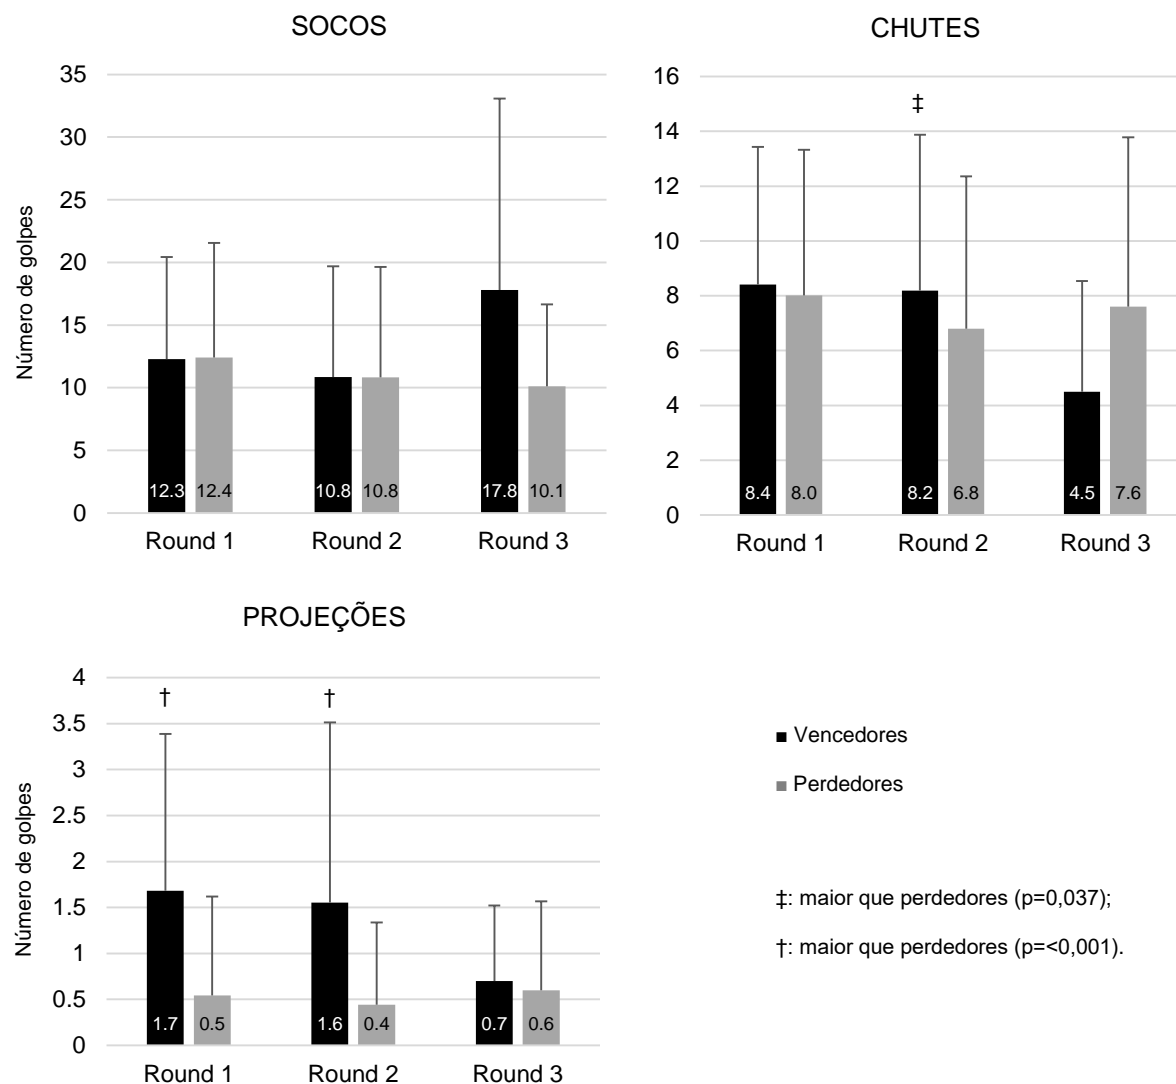 SOCOS
Número de golpes
35
30
25
20
15
10
5
0
12.3 12.4 10.8 10.8 17.8 10.1
Round 1 Round 2 Round 3
CHUTES
16
14
12
10
8
6
4
2
0
‡
8.4 8.0 8.2 6.8 4.5 7.6
Round 1 Round 2 Round 3
PROJEÇÕES
Número de golpes
4
3.5
3
2.5
2
1.5
1
0.5
0
† †
1.7 0.5 1.6 0.4 0.7 0.6
Round 1 Round 2 Round 3
Vencedores
Perdedores
‡: maior que perdedores (p=0,037);
†: maior que perdedores (p=<0,001).